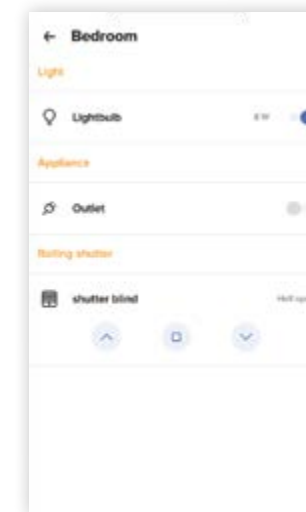 ← Bedroom
Light
Lightbulb
Appliance
Outlet
Rolling shutter
shutter blind